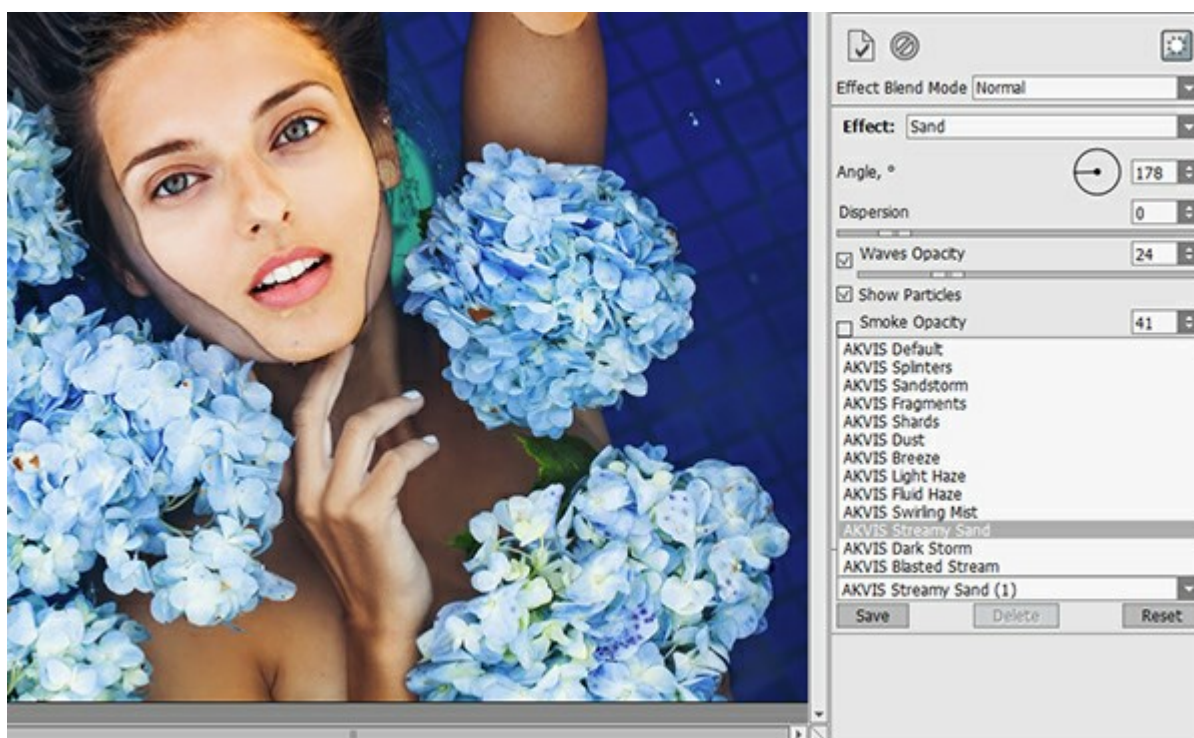 Effect Blend Mode Normal
Effect: Sand
Angle, ° 178
Dispersion 0
Waves Opacity 24
Show Particles
Smoke Opacity 41
AKVIS Default
AKVIS Splinters
AKVIS Sandstorm
AKVIS Fragments
AKVIS Shards
AKVIS Dust
AKVIS Breeze
AKVIS Light Haze
AKVIS Fluid Haze
AKVIS Swirling Mist
AKVIS Streamy Sand
AKVIS Dark Storm
AKVIS Blasted Stream
AKVIS Streamy Sand (1)
Save Delete Reset